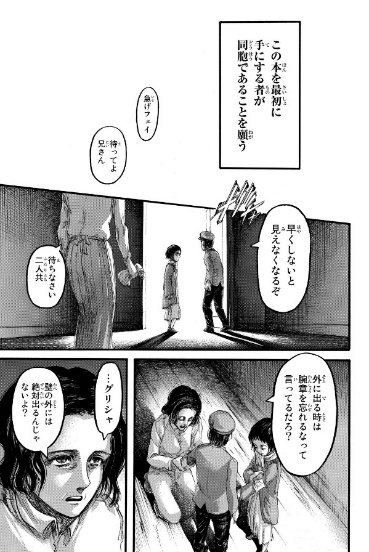 この本を最初に
手にする者が
同胞であることを願う
急げフェイ
待ってよ
兄さん
早くしないと
見えなくなるぞ
待ちなさい
二人共
外に出る時は
腕章を忘れるなって
言ってるだろ?
…グリシャ
壁の外には
絶対出るんじゃ
ないよ?